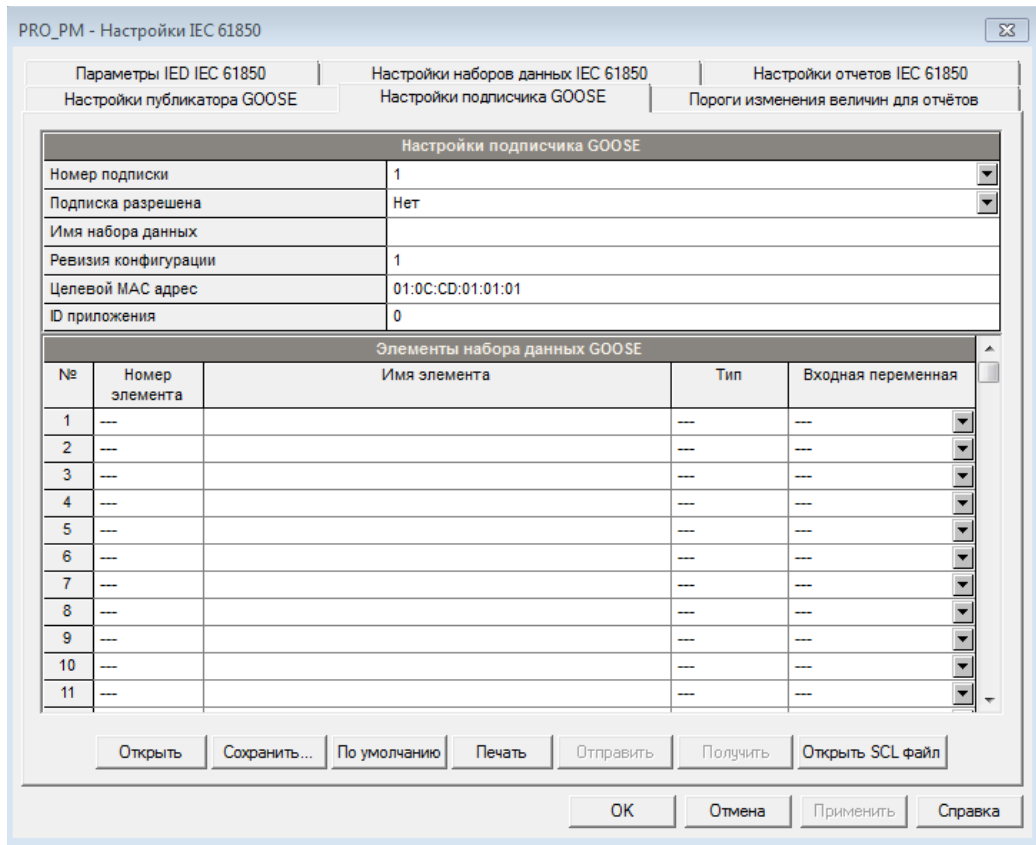 PRO_PM - Настройки IEC 61850
Параметры IED IEC 61850 Настройки наборов данных IEC 61850 Настройки отчетов IEC 61850
Настройки публикатора GOOSE Настройки подписчика GOOSE Пороги изменения величин для отчётов
Настройки подписчика GOOSE
Номер подписки 1
Подписка разрешена Нет
Имя набора данных
Ревизия конфигурации 1
Целевой MAC адрес 01:0C:CD:01:01:01
ID приложения 0
Элементы набора данных GOOSE
№ Номер элемента Имя элемента Тип Входная переменная
1 --- --- ---
2 --- --- ---
3 --- --- ---
4 --- --- ---
5 --- --- ---
6 --- --- ---
7 --- --- ---
8 --- --- ---
9 --- --- ---
10 --- --- ---
11 --- --- ---
Открыть Сохранить... По умолчанию Печать Отправить Получить Открыть SCL файл
OK Отмена Применить Справка